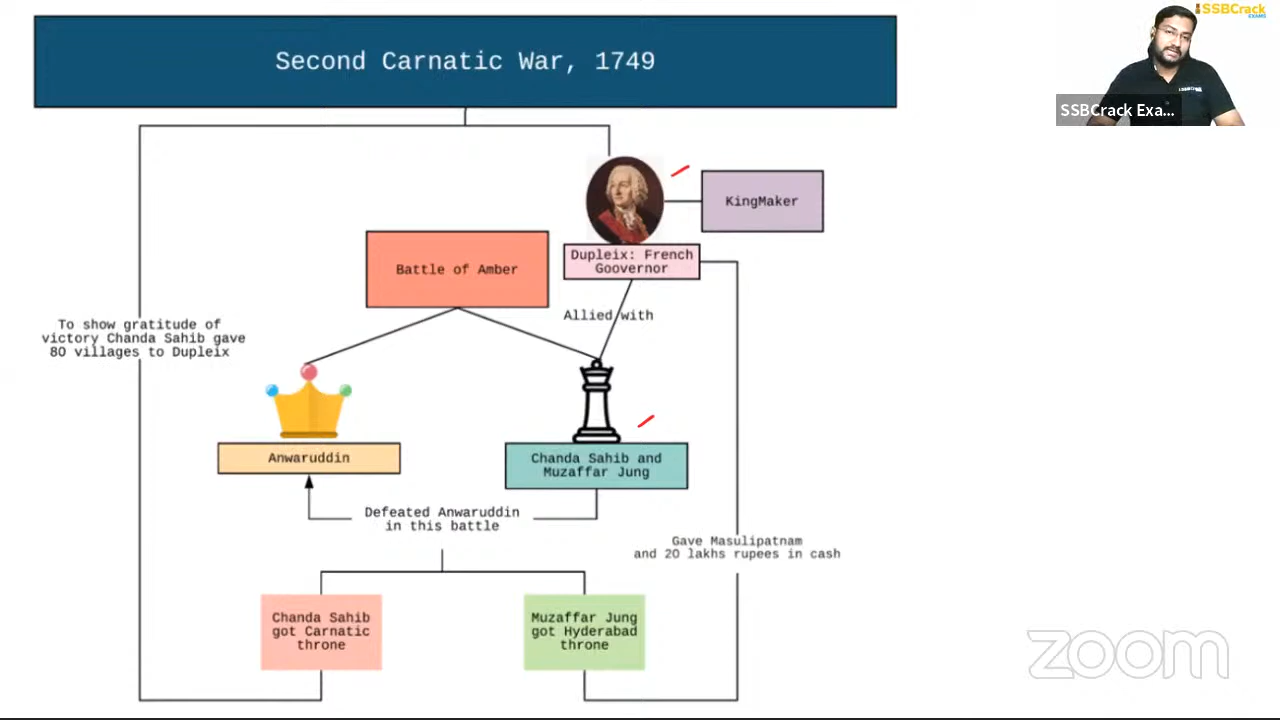 Second Carnatic War, 1749
SSBCrack
EXAMS
SSBCrack Exa...
KingMaker
Dupleix: French
Goovernor
Battle of Amber
Allied with
To show gratitude of
victory Chanda Sahib gave
80 villages to Dupleix
Anwaruddin
Chanda Sahib and
Muzaffar Jung
Defeated Anwaruddin
in this battle
Gave Masulipatnam
and 20 lakhs rupees in cash
Chanda Sahib
got Carnatic
throne
Muzaffar Jung
got Hyderabad
throne
zoom